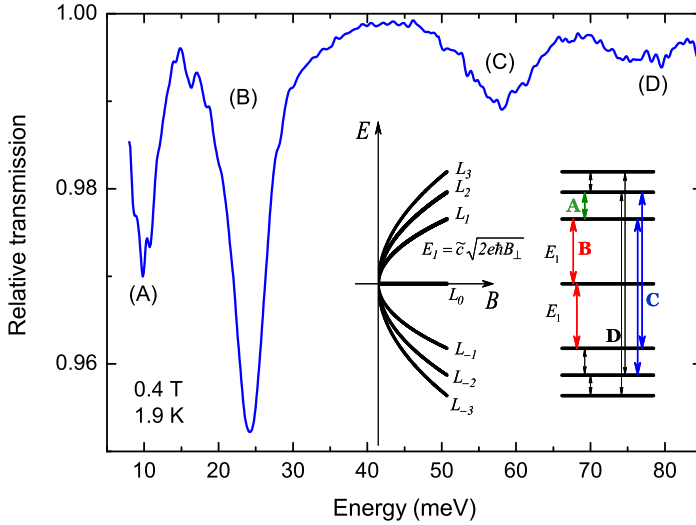 1.00
0.98
0.96
Relative transmission
(A)
(B)
(C)
(D)
0.4 T
1.9 K
10
20
30
40
50
60
70
80
Energy (meV)
E
B
L₃
L₂
L₁
L₀
L₋₁
L₋₂
L₋₃
E₁ = c̃√2eħB⊥
A
B
C
D
E₁
E₁